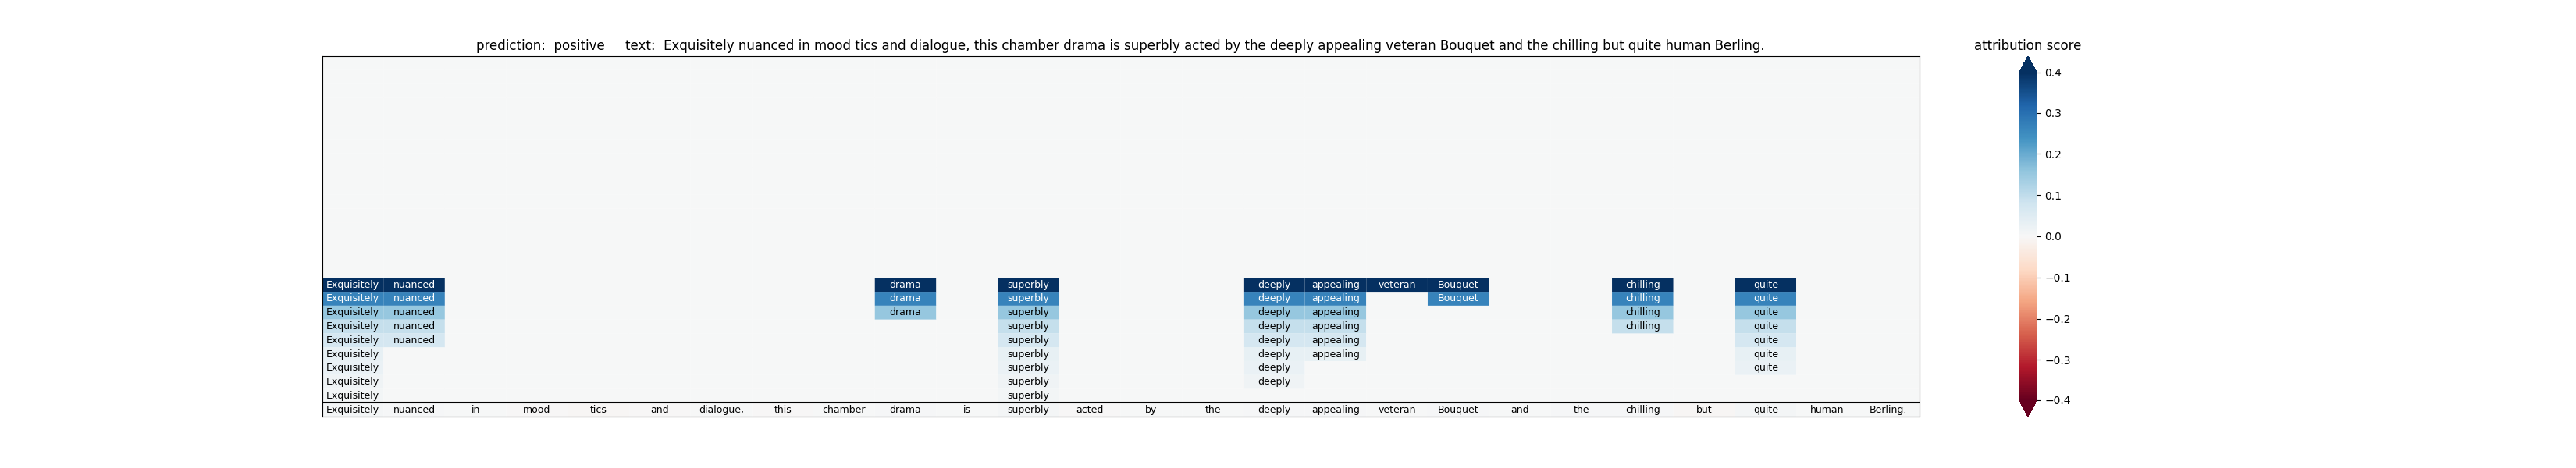 prediction:  positive     text:  Exquisitely nuanced in mood tics and dialogue, this chamber drama is superbly acted by the deeply appealing veteran Bouquet and the chilling but quite human Berling.
attribution score
Exquisitely nuanced drama superbly deeply appealing veteran Bouquet chilling quite
Exquisitely nuanced drama superbly deeply appealing Bouquet chilling quite
Exquisitely nuanced drama superbly deeply appealing chilling quite
Exquisitely nuanced superbly deeply appealing chilling quite
Exquisitely nuanced superbly deeply appealing quite
Exquisitely superbly deeply appealing quite
Exquisitely superbly deeply quite
Exquisitely superbly deeply
Exquisitely superbly
Exquisitely nuanced in mood tics and dialogue, this chamber drama is superbly acted by the deeply appealing veteran Bouquet and the chilling but quite human Berling.
0.4
0.3
0.2
0.1
0.0
−0.1
−0.2
−0.3
−0.4